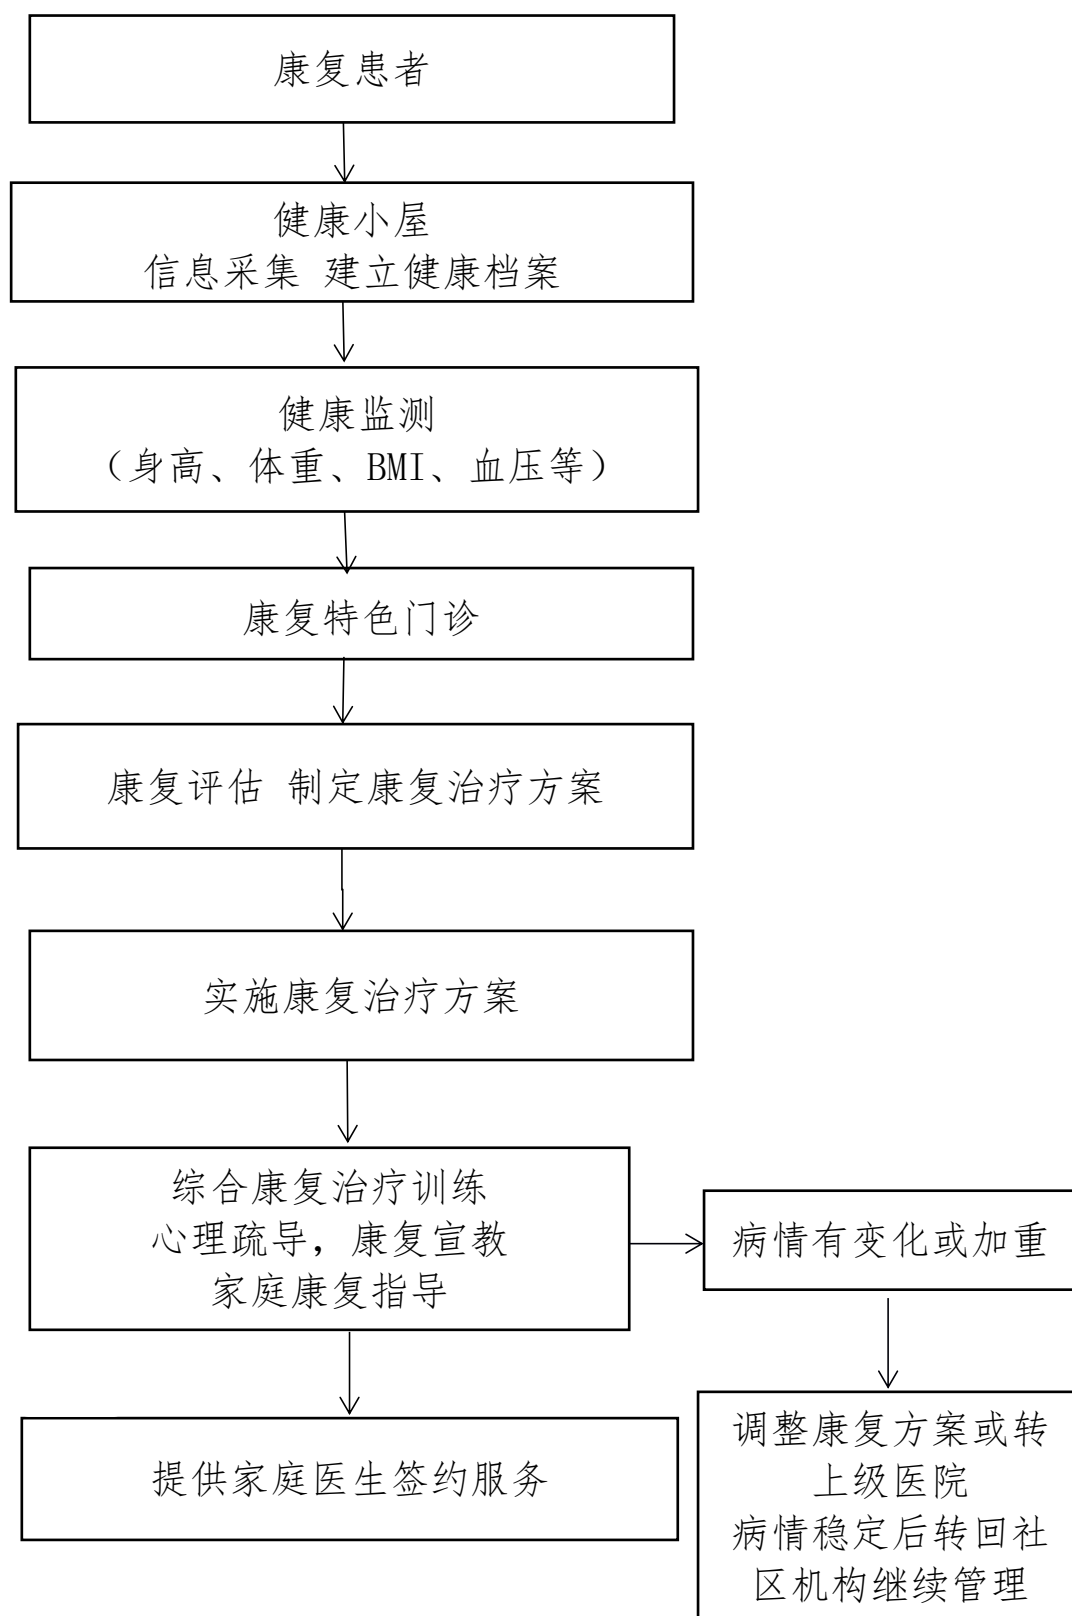 康复患者
健康小屋
信息采集 建立健康档案
健康监测
（身高、体重、BMI、血压等）
康复特色门诊
康复评估 制定康复治疗方案
实施康复治疗方案
综合康复治疗训练
心理疏导，康复宣教
家庭康复指导
病情有变化或加重
提供家庭医生签约服务
调整康复方案或转
上级医院
病情稳定后转回社
区机构继续管理